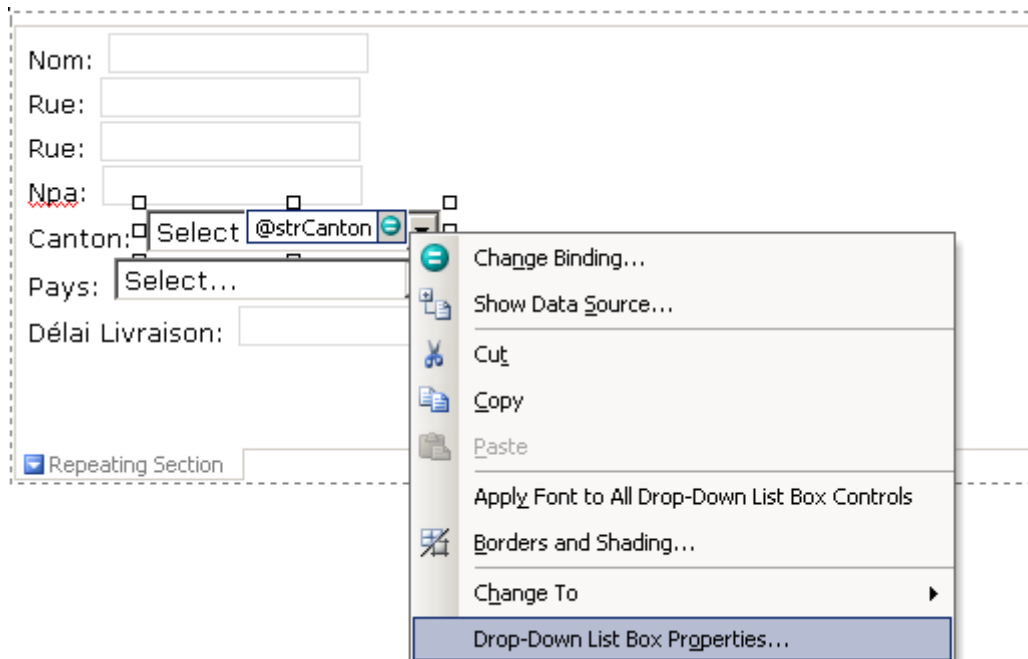 Nom:
Rue:
Rue:
Npa:
Canton: Select @strCanton
Pays: Select...
Délai Livraison:
Repeating Section
Change Binding...
Show Data Source...
Cut
Copy
Paste
Apply Font to All Drop-Down List Box Controls
Borders and Shading...
Change To
Drop-Down List Box Properties...